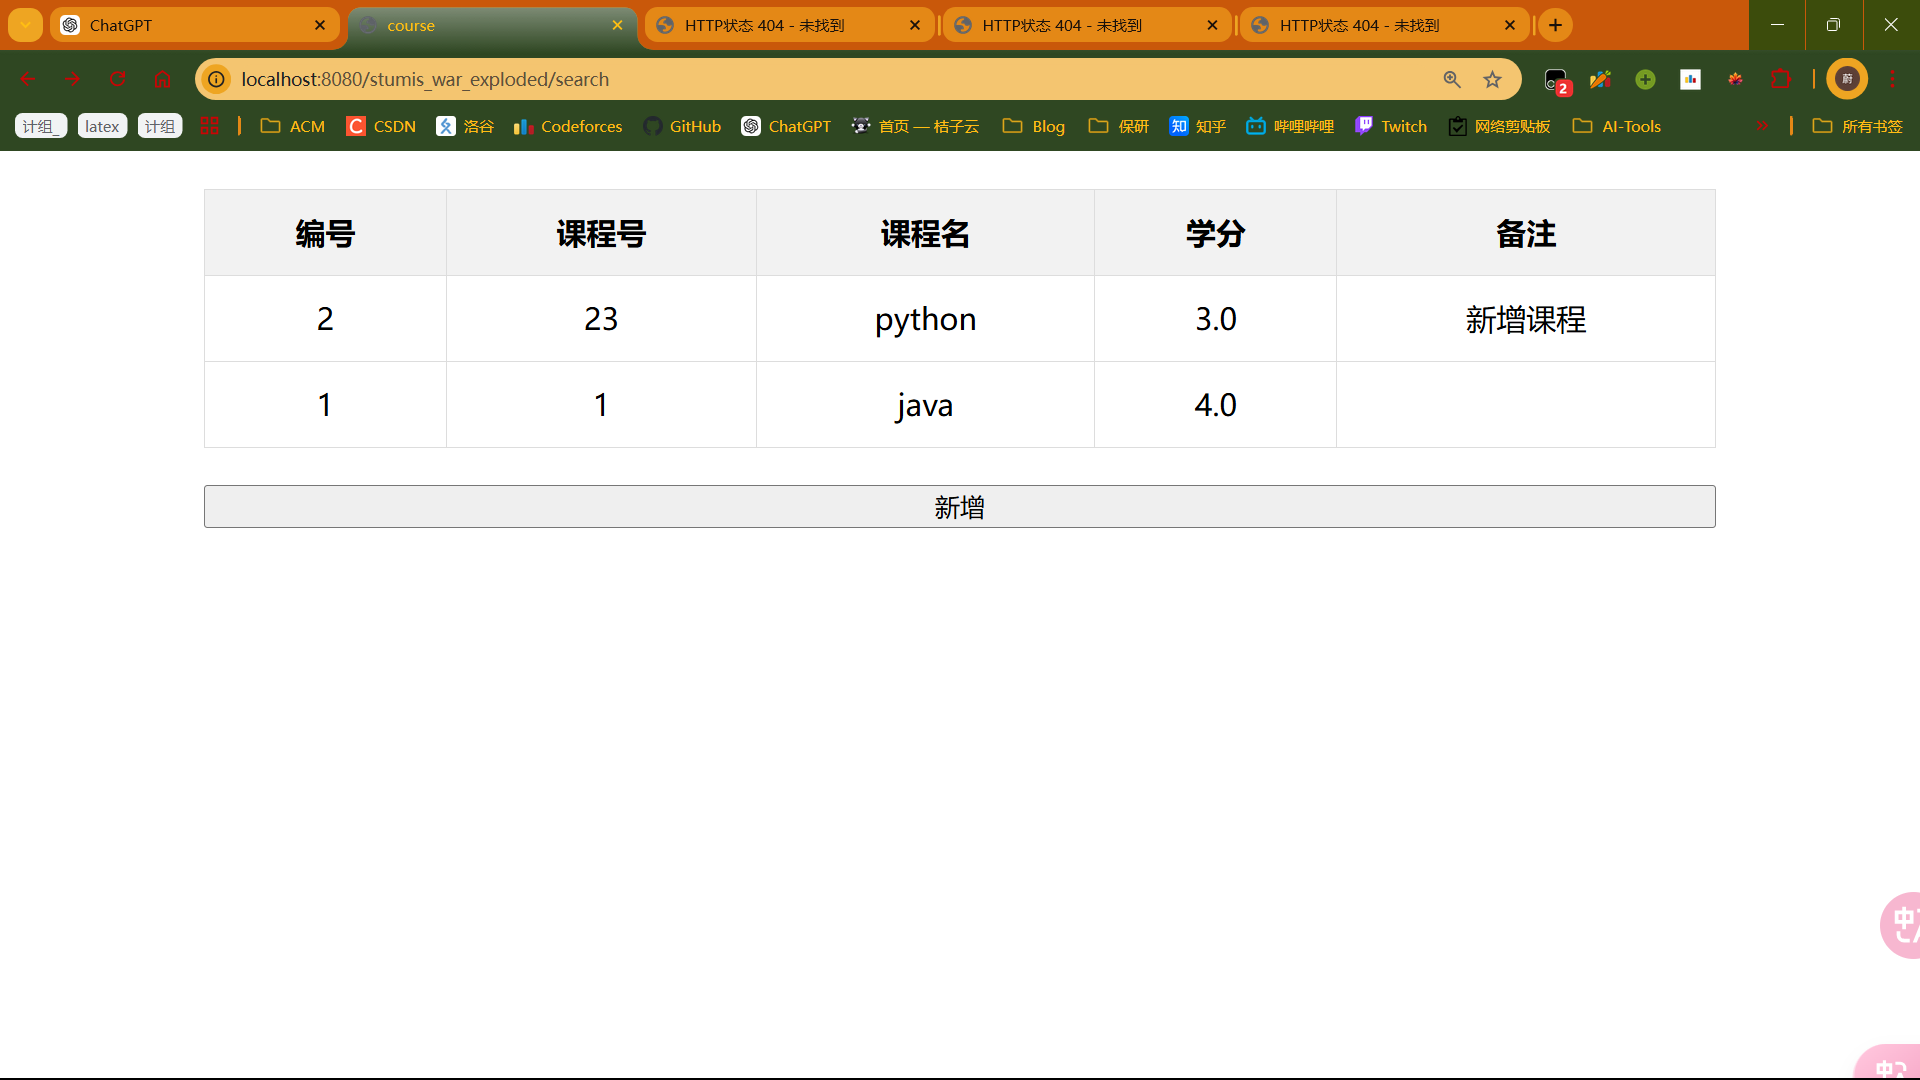 ChatGPT
course
HTTP状态 404 - 未找到
HTTP状态 404 - 未找到
HTTP状态 404 - 未找到
localhost:8080/stumis_war_exploded/search
2
蔚
计组_
latex
计组
ACM
CSDN
洛谷
Codeforces
GitHub
ChatGPT
首页 — 桔子云
Blog
保研
知 知乎
哔哩哔哩
Twitch
网络剪贴板
AI-Tools
所有书签
编号 课程号 课程名 学分 备注
2 23 python 3.0 新增课程
1 1 java 4.0
新增
中